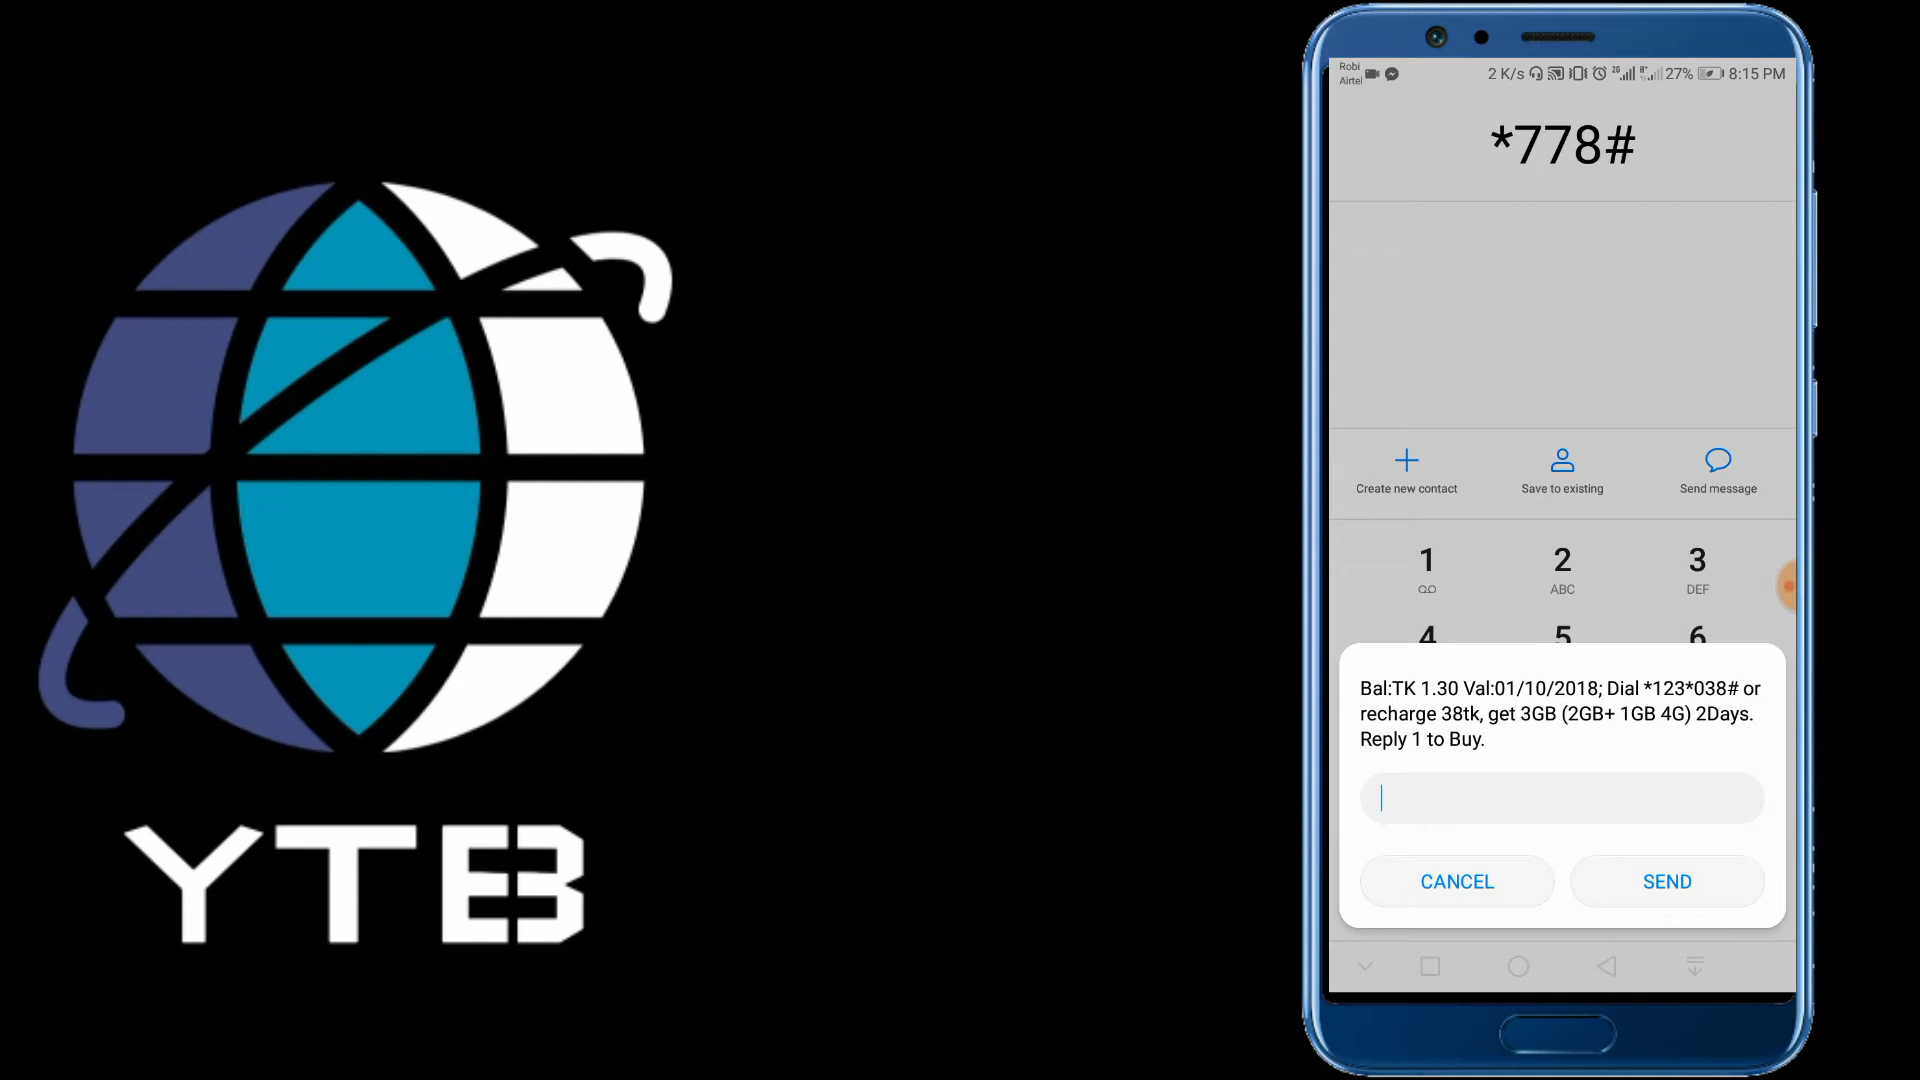 YTB
Robi
Airtel
2 K/s 2G H+ 27% 8:15 PM
*778#
Create new contact
Save to existing
Send message
1
2
ABC
3
DEF
4
5
6
Bal:TK 1.30 Val:01/10/2018; Dial *123*038# or
recharge 38tk, get 3GB (2GB+ 1GB 4G) 2Days.
Reply 1 to Buy.
CANCEL
SEND